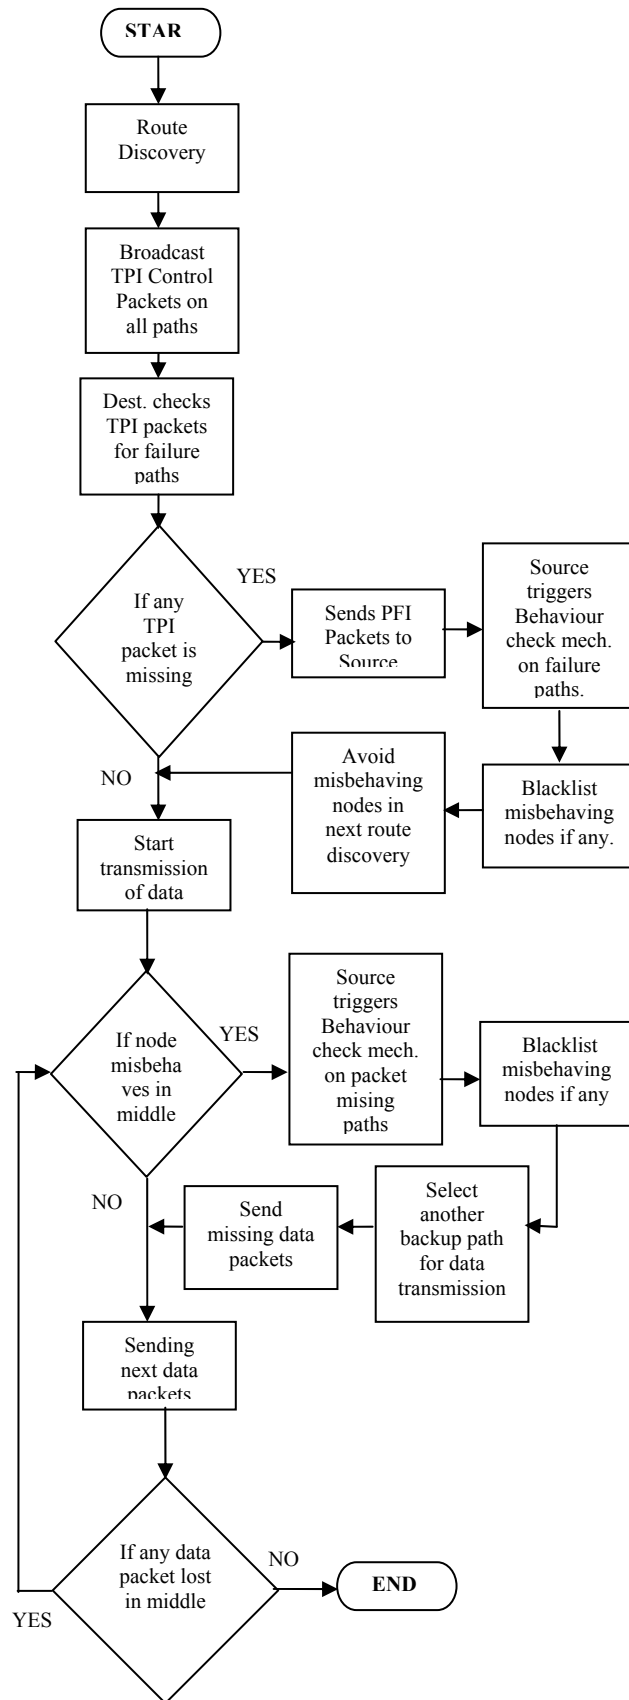 STAR
Route
Discovery
Broadcast
TPI Control
Packets on
all paths
Dest. checks
TPI packets
for failure
paths
If any
TPI
packet is
missing
YES
Sends PFI
Packets to
Source
Source
triggers
Behaviour
check mech.
on failure
paths.
NO
Avoid
misbehaving
nodes in
next route
discovery
Blacklist
misbehaving
nodes if any.
Start
transmission
of data
If node
misbeha
ves in
middle
YES
Source
triggers
Behaviour
check mech.
on packet
mising
paths
Blacklist
misbehaving
nodes if any
NO
Send
missing data
packets
Select
another
backup path
for data
transmission
Sending
next data
packets
If any data
packet lost
in middle
NO
END
YES